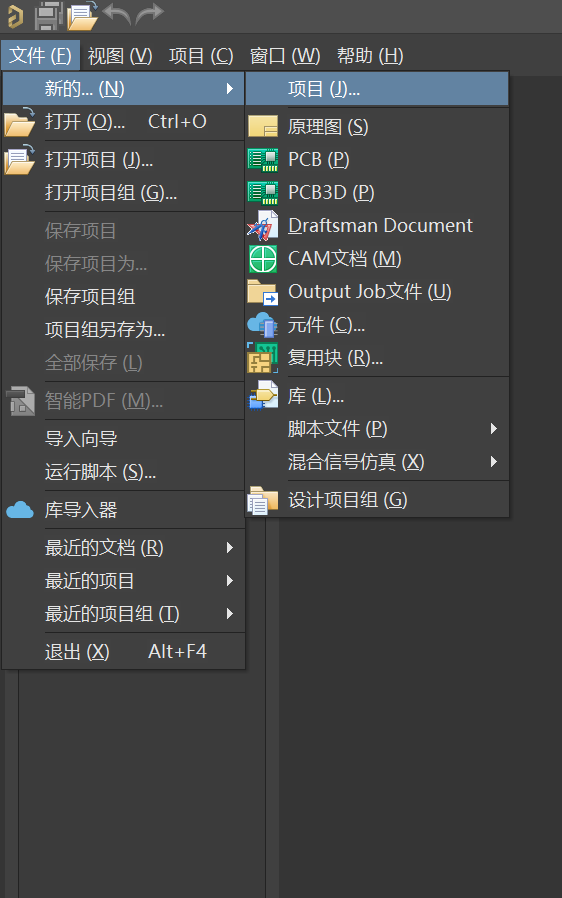 文件 (F) 视图 (V) 项目 (C) 窗口 (W) 帮助 (H)
新的... (N)
打开 (O)... Ctrl+O
打开项目 (J)...
打开项目组 (G)...
保存项目
保存项目为...
保存项目组
项目组另存为...
全部保存 (L)
智能PDF (M)...
导入向导
运行脚本 (S)...
库导入器
最近的文档 (R)
最近的项目
最近的项目组 (T)
退出 (X) Alt+F4
项目 (J)...
原理图 (S)
PCB (P)
PCB3D (P)
Draftsman Document
CAM文档 (M)
Output Job文件 (U)
元件 (C)...
复用块 (R)...
库 (L)...
脚本文件 (P)
混合信号仿真 (X)
设计项目组 (G)